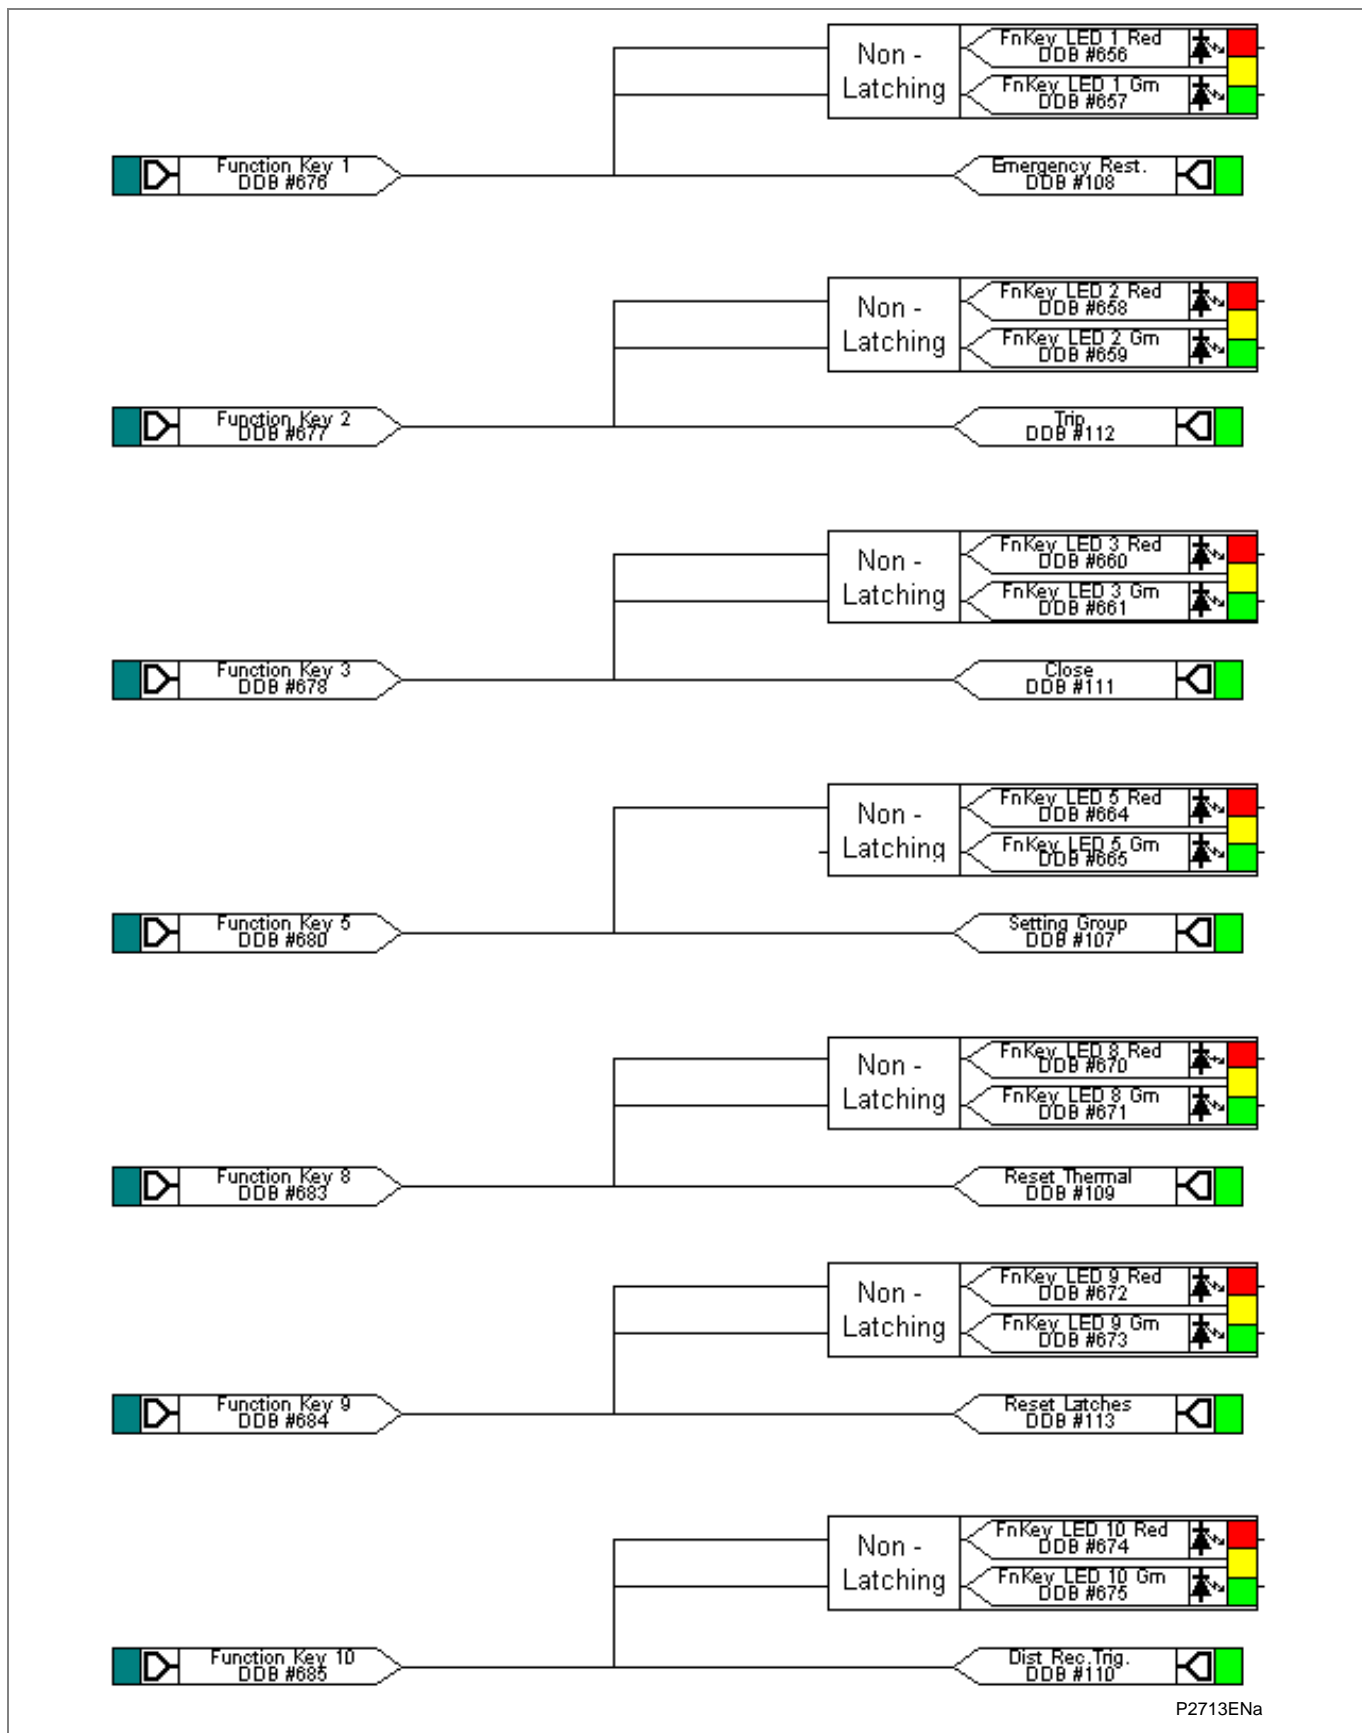 Non -
Latching
FnKey LED 1 Red
DDB #656
FnKey LED 1 Grn
DDB #657
Function Key 1
DDB #676
Emergency Rest.
DDB #108
Non -
Latching
FnKey LED 2 Red
DDB #658
FnKey LED 2 Grn
DDB #659
Function Key 2
DDB #677
Trip
DDB #112
Non -
Latching
FnKey LED 3 Red
DDB #660
FnKey LED 3 Grn
DDB #661
Function Key 3
DDB #678
Close
DDB #111
Non -
Latching
FnKey LED 5 Red
DDB #664
FnKey LED 5 Grn
DDB #665
Function Key 5
DDB #680
Setting Group
DDB #107
Non -
Latching
FnKey LED 8 Red
DDB #670
FnKey LED 8 Grn
DDB #671
Function Key 8
DDB #683
Reset Thermal
DDB #109
Non -
Latching
FnKey LED 9 Red
DDB #672
FnKey LED 9 Grn
DDB #673
Function Key 9
DDB #684
Reset Latches
DDB #113
Non -
Latching
FnKey LED 10 Red
DDB #674
FnKey LED 10 Grn
DDB #675
Function Key 10
DDB #685
Dist Rec.Trig.
DDB #110
P2713ENa